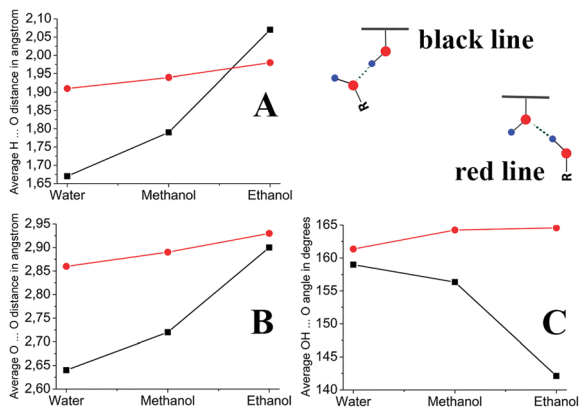 Average H ... O distance in angstrom
2,10
2,05
2,00
1,95
1,90
1,85
1,80
1,75
1,70
1,65
Water Methanol Ethanol
A
black line
R
red line
R
Average O ... O distance in angstrom
2,95
2,90
2,85
2,80
2,75
2,70
2,65
2,60
Water Methanol Ethanol
B
Average OH ... O angle in degrees
165
160
155
150
145
140
Water Methanol Ethanol
C